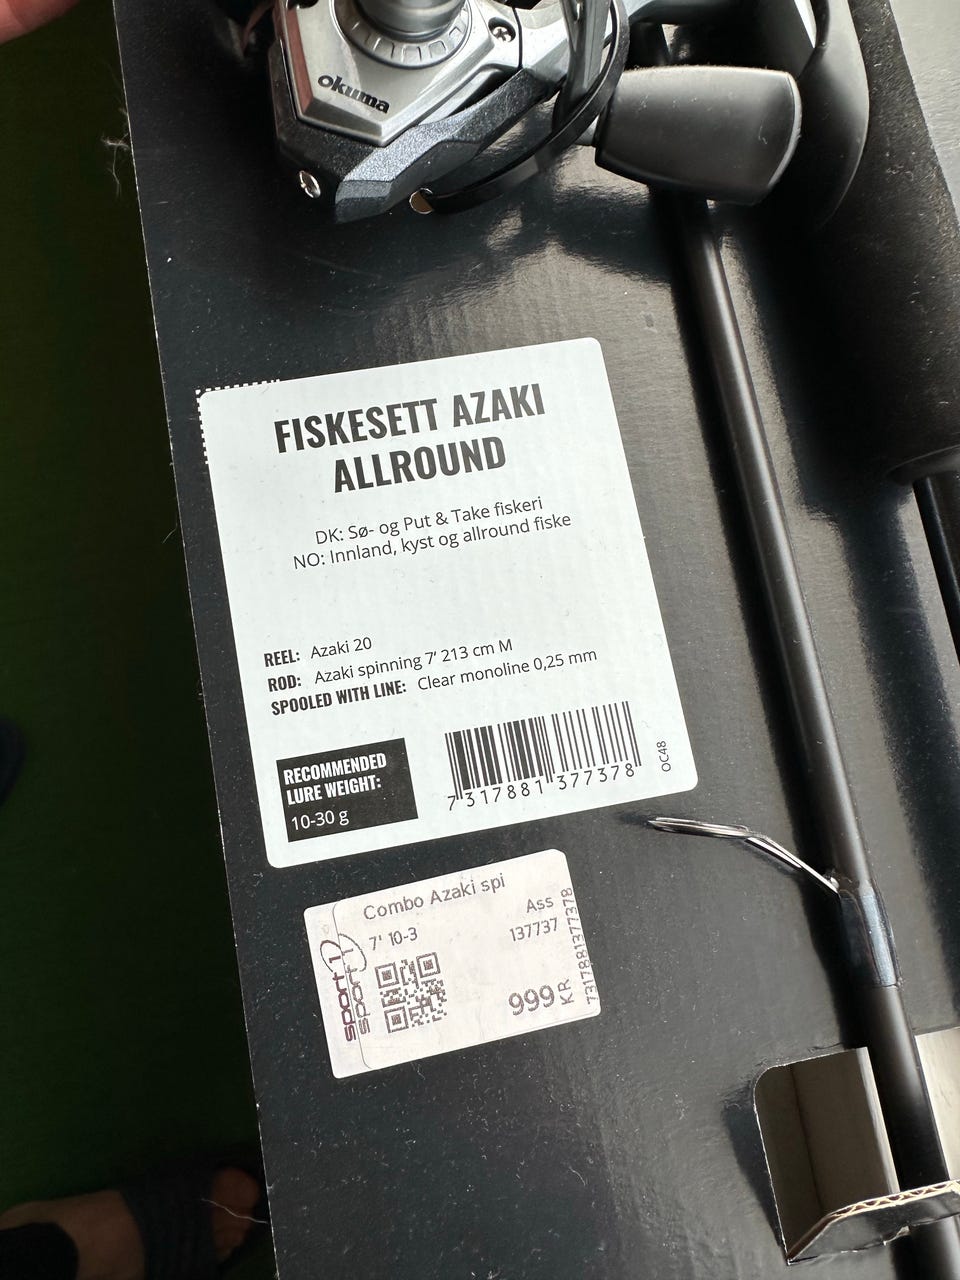 okuma
FISKESETT AZAKI
ALLROUND
DK: Sø- og Put & Take fiskeri
NO: Innland, kyst og allround fiske
REEL: Azaki 20
ROD: Azaki spinning 7' 213 cm M
SPOOLED WITH LINE: Clear monoline 0,25 mm
RECOMMENDED
LURE WEIGHT:
10-30 g
7 317881 377378
OC48
Combo Azaki spi
Ass
7' 10-3
137737
999 KR
7317881377378
sport1
sport1